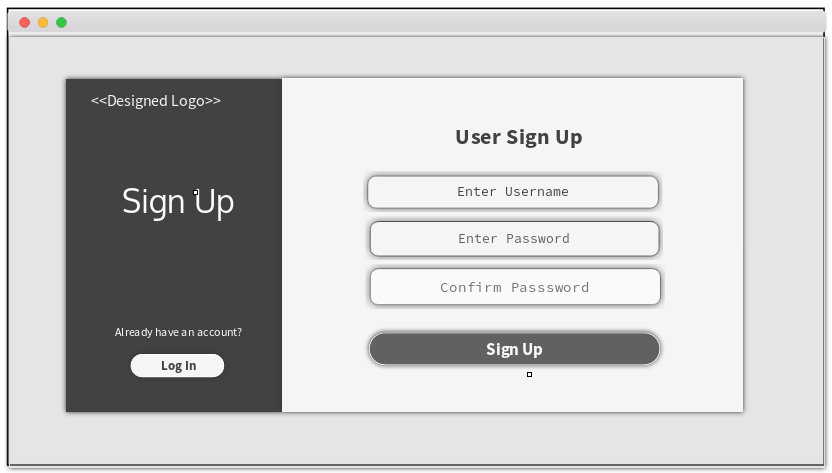 <<Designed Logo>>
Sign Up
Already have an account?
Log In
User Sign Up
Enter Username
Enter Password
Confirm Passsword
Sign Up